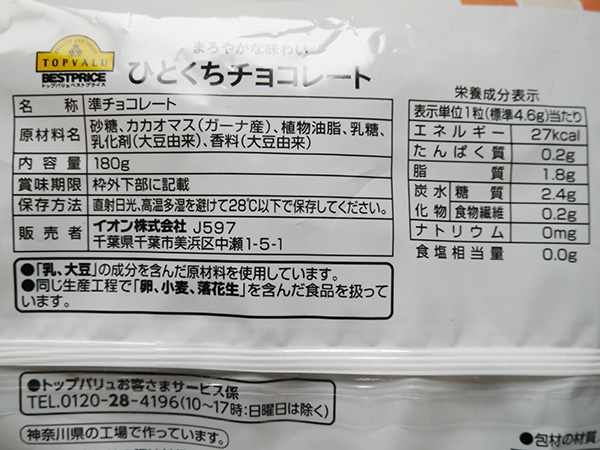 まろやかな味わい
TOPVALU
BESTPRICE
トップバリュベストプライス
ひとくちチョコレート
名称 準チョコレート
原材料名 砂糖、カカオマス(ガーナ産)、植物油脂、乳糖、
乳化剤(大豆由来)、香料(大豆由来)
内容量 180g
賞味期限 枠外下部に記載
保存方法 直射日光、高温多湿を避けて28℃以下で保存してください。
販売者 イオン株式会社 J597
千葉県千葉市美浜区中瀬1-5-1
●「乳、大豆」の成分を含んだ原材料を使用しています。
●同じ生産工程で「卵、小麦、落花生」を含んだ食品を扱って
います。
栄養成分表示
表示単位1粒(標準4.6g)当たり
エネルギー 27kcal
たんぱく質 0.2g
脂質 1.8g
炭水化物 糖質 2.4g
食物繊維 0.2g
ナトリウム 0mg
食塩相当量 0.0g
●トップバリュお客さまサービス係
TEL.0120-28-4196(10~17時:日曜日は除く)
神奈川県の工場で作っています。
●包材の材質